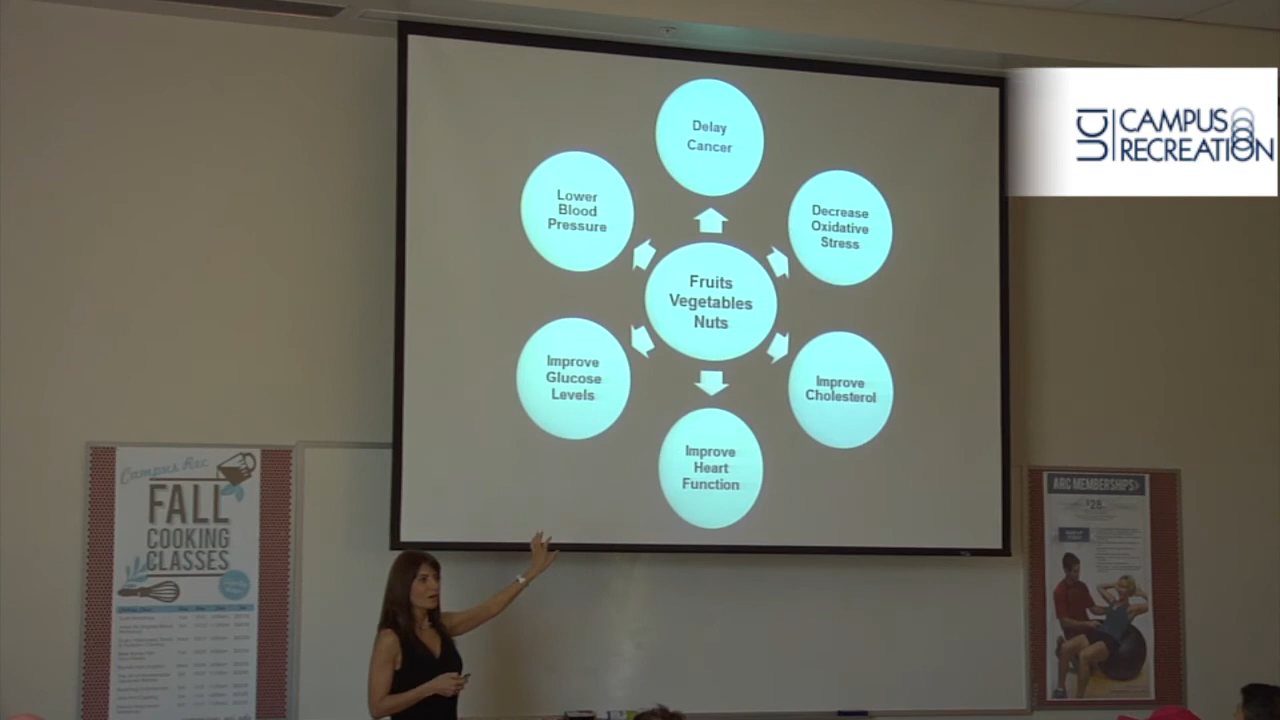 Delay
Cancer
Lower
Blood
Pressure
Decrease
Oxidative
Stress
Fruits
Vegetables
Nuts
Improve
Glucose
Levels
Improve
Cholesterol
Improve
Heart
Function
UCI
CAMPUS
RECREATION
Campus Rec
FALL
COOKING
CLASSES
ARC MEMBERSHIPS